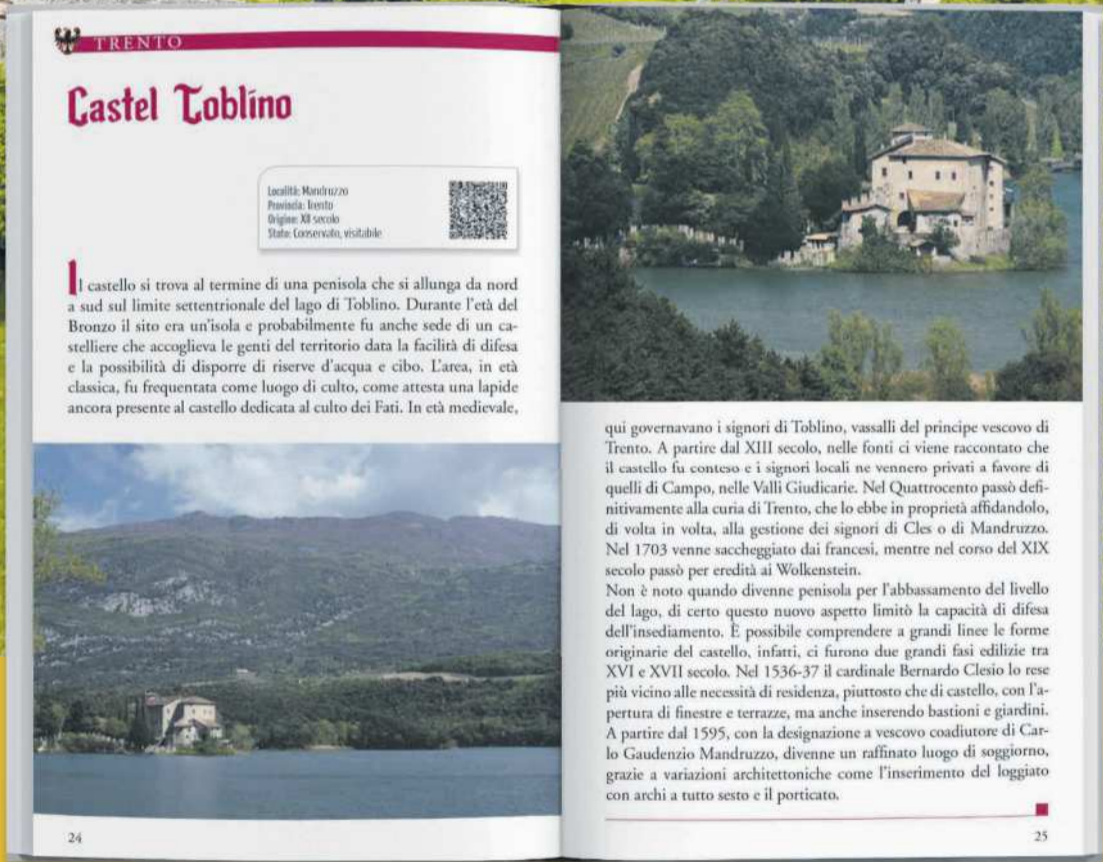 TRENTO
Castel Toblino
Località: Mandruzzo
Provincia: Trento
Origine: XII secolo
Stato: Conservato, visitabile
Il castello si trova al termine di una penisola che si allunga da nord
a sud sul limite settentrionale del lago di Toblino. Durante l'età del
Bronzo il sito era un'isola e probabilmente fu anche sede di un ca-
stelliere che accoglieva le genti del territorio data la facilità di difesa
e la possibilità di disporre di riserve d'acqua e cibo. L'area, in età
classica, fu frequentata come luogo di culto, come attesta una lapide
ancora presente al castello dedicata al culto dei Fati. In età medievale,
24
qui governavano i signori di Toblino, vassalli del principe vescovo di
Trento. A partire dal XIII secolo, nelle fonti ci viene raccontato che
il castello fu conteso e i signori locali ne vennero privati a favore di
quelli di Campo, nelle Valli Giudicarie. Nel Quattrocento passò defi-
nitivamente alla curia di Trento, che lo ebbe in proprietà affidandolo,
di volta in volta, alla gestione dei signori di Cles o di Mandruzzo.
Nel 1703 venne saccheggiato dai francesi, mentre nel corso del XIX
secolo passò per eredità ai Wolkenstein.
Non è noto quando divenne penisola per l'abbassamento del livello
del lago, di certo questo nuovo aspetto limitò la capacità di difesa
dell'insediamento. È possibile comprendere a grandi linee le forme
originarie del castello, infatti, ci furono due grandi fasi edilizie tra
XVI e XVII secolo. Nel 1536-37 il cardinale Bernardo Clesio lo rese
più vicino alle necessità di residenza, piuttosto che di castello, con l'a-
pertura di finestre e terrazze, ma anche inserendo bastioni e giardini.
A partire dal 1595, con la designazione a vescovo coadiutore di Car-
lo Gaudenzio Mandruzzo, divenne un raffinato luogo di soggiorno,
grazie a variazioni architettoniche come l'inserimento del loggiato
con archi a tutto sesto e il porticato.
25